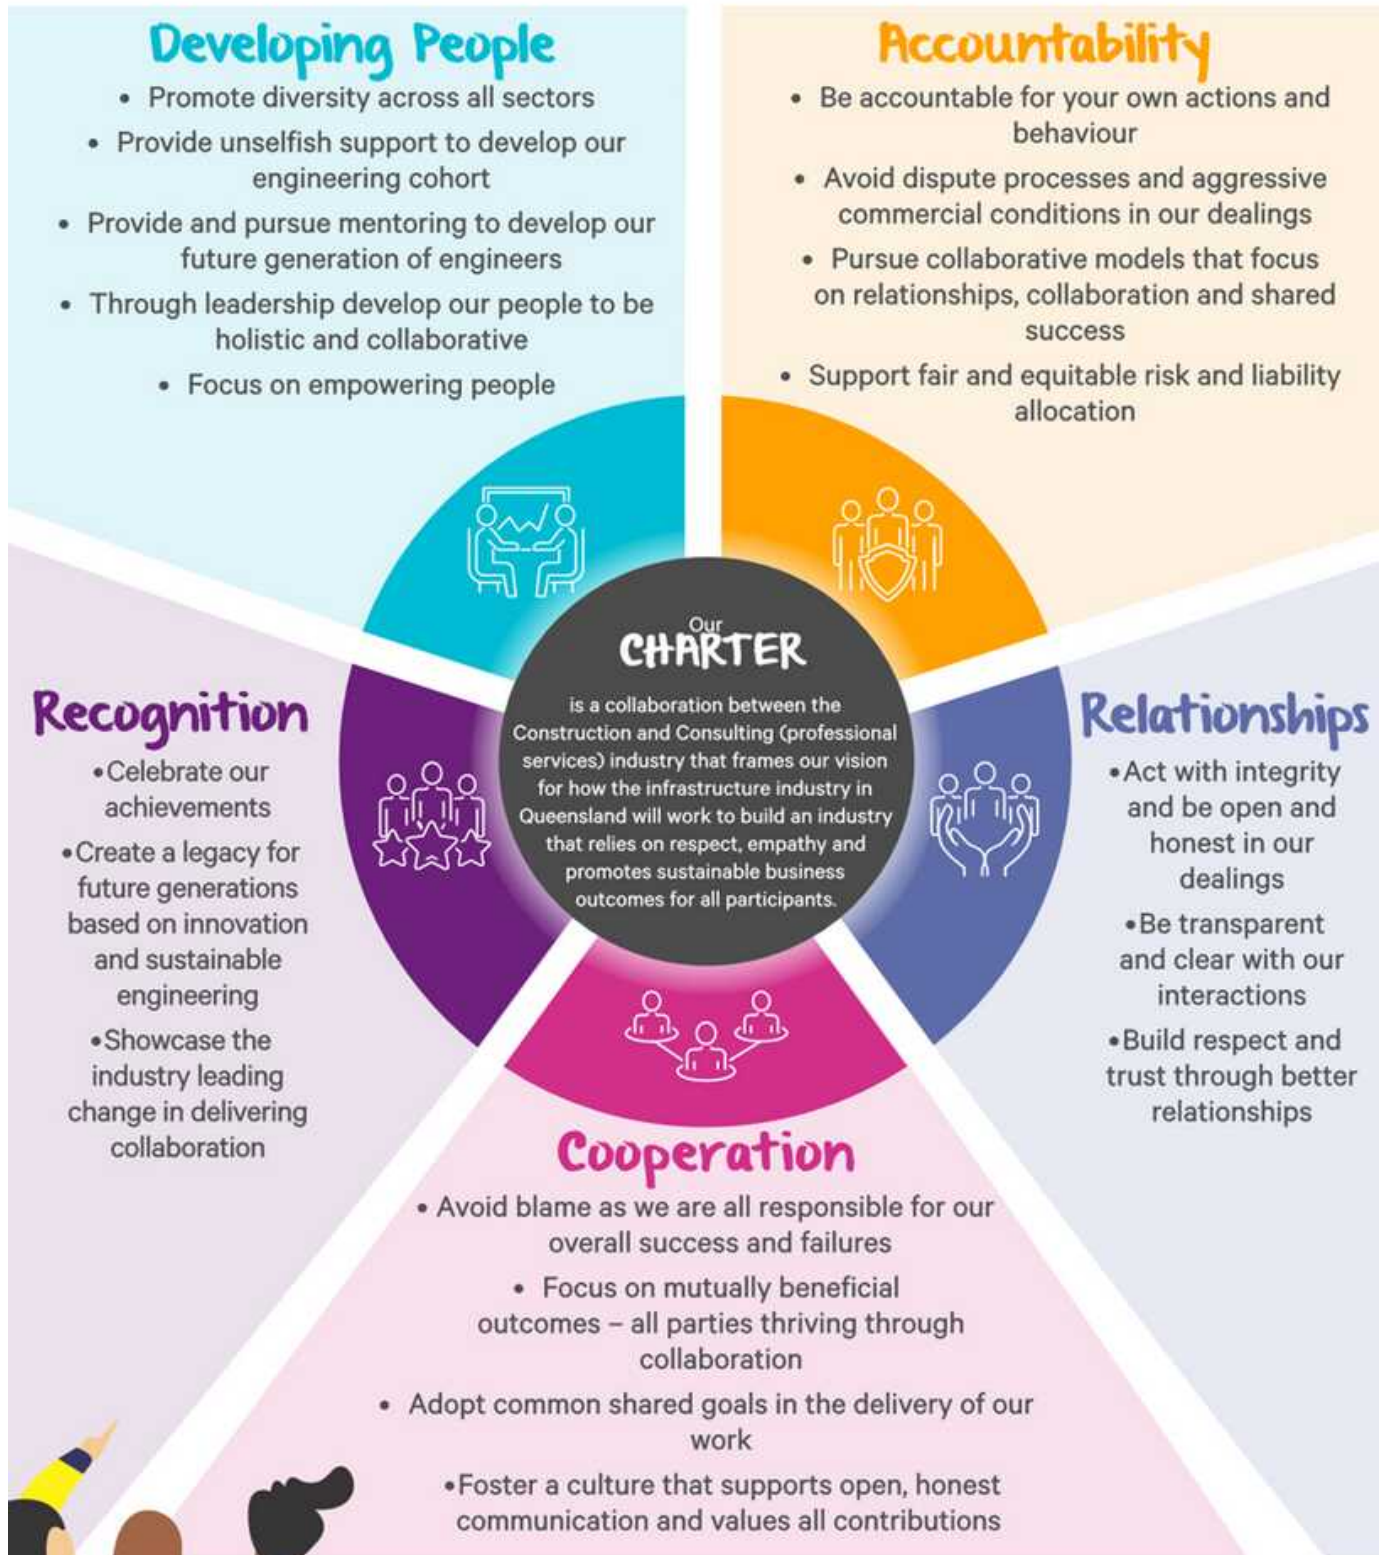 Developing People
• Promote diversity across all sectors
• Provide unselfish support to develop our
engineering cohort
• Provide and pursue mentoring to develop our
future generation of engineers
• Through leadership develop our people to be
holistic and collaborative
• Focus on empowering people
Accountability
• Be accountable for your own actions and
behaviour
• Avoid dispute processes and aggressive
commercial conditions in our dealings
• Pursue collaborative models that focus
on relationships, collaboration and shared
success
• Support fair and equitable risk and liability
allocation
Our
CHARTER
is a collaboration between the
Construction and Consulting (professional
services) industry that frames our vision
for how the infrastructure industry in
Queensland will work to build an industry
that relies on respect, empathy and
promotes sustainable business
outcomes for all participants.
Recognition
• Celebrate our
achievements
• Create a legacy for
future generations
based on innovation
and sustainable
engineering
• Showcase the
industry leading
change in delivering
collaboration
Relationships
• Act with integrity
and be open and
honest in our
dealings
• Be transparent
and clear with our
interactions
• Build respect and
trust through better
relationships
Cooperation
• Avoid blame as we are all responsible for our
overall success and failures
• Focus on mutually beneficial
outcomes – all parties thriving through
collaboration
• Adopt common shared goals in the delivery of our
work
• Foster a culture that supports open, honest
communication and values all contributions